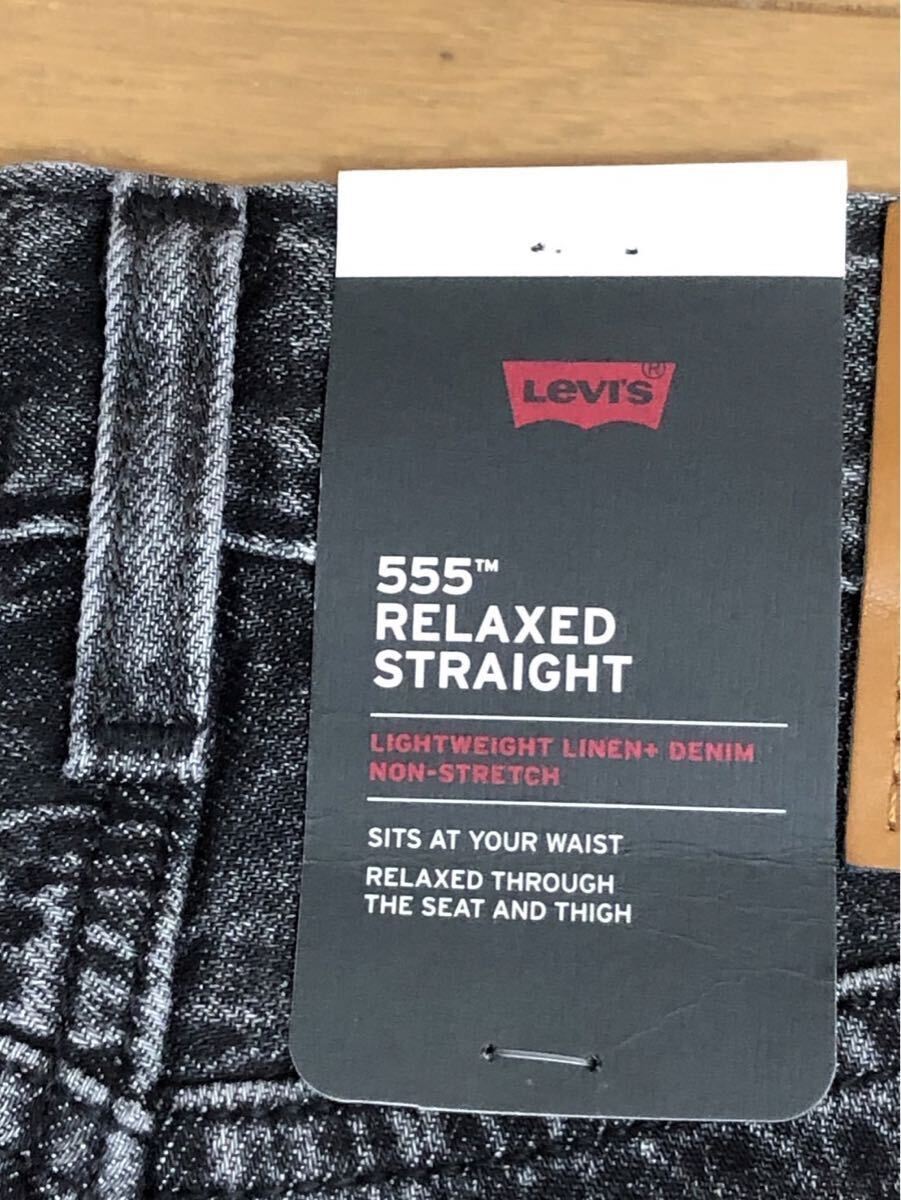 LEVI'S®
555™
RELAXED
STRAIGHT
LIGHTWEIGHT LINEN+ DENIM
NON-STRETCH
SITS AT YOUR WAIST
RELAXED THROUGH
THE SEAT AND THIGH